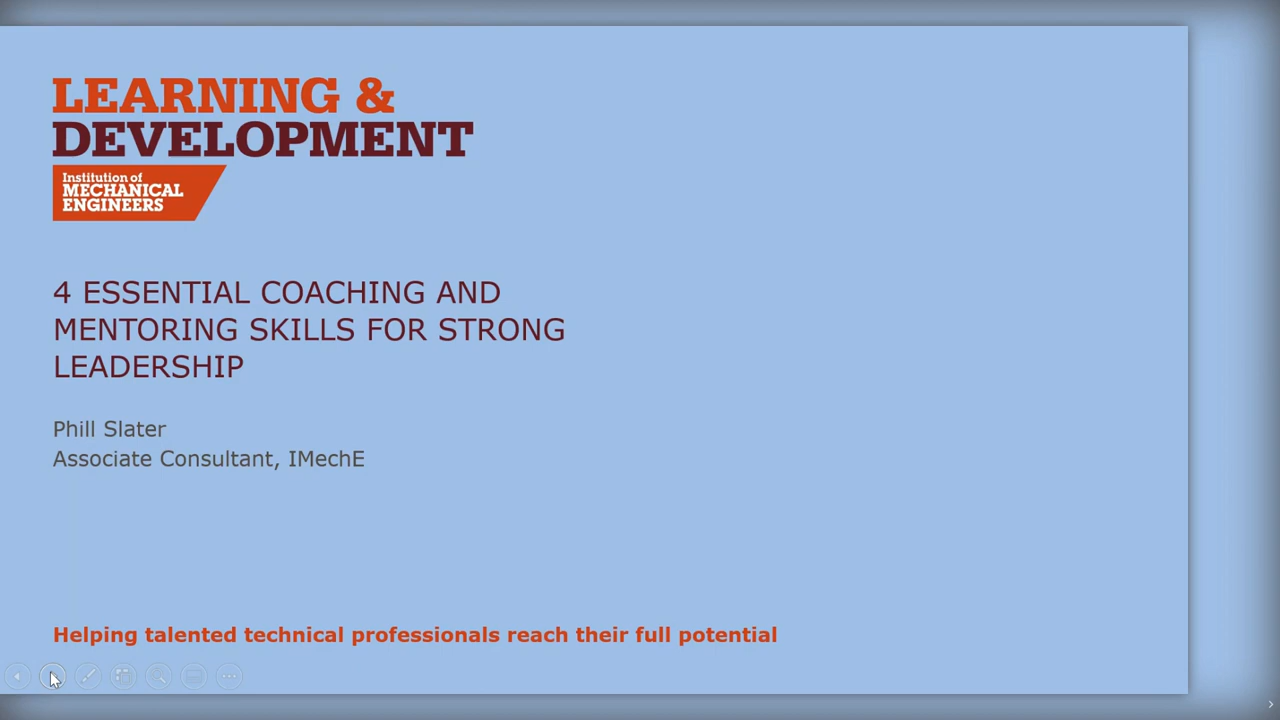 LEARNING &
DEVELOPMENT
Institution of
MECHANICAL
ENGINEERS
4 ESSENTIAL COACHING AND
MENTORING SKILLS FOR STRONG
LEADERSHIP
Phill Slater
Associate Consultant, IMechE
Helping talented technical professionals reach their full potential